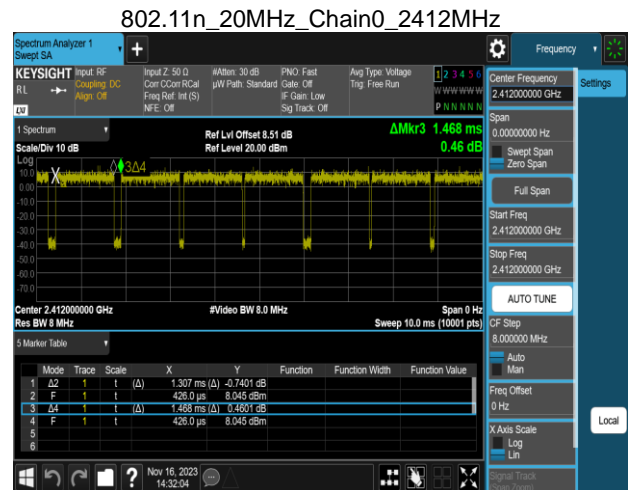 802.11n_20MHz_Chain0_2412MHz
Spectrum Analyzer 1
Swept SA
Frequency
KEYSIGHT
RL
Input: RF
Coupling: DC
Align: Off
Input Z: 50 Ω
Corr CCorr RCal
Freq Ref: Int (S)
NFE: Off
#Atten: 30 dB
µW Path: Standard
PNO: Fast
Gate: Off
IF Gain: Low
Sig Track: Off
Avg Type: Voltage
Trig: Free Run
1 2 3 4 5 6
W W W W W W
P N N N N N
Center Frequency
2.412000000 GHz
Settings
1 Spectrum
Scale/Div 10 dB
Ref Lvl Offset 8.51 dB
Ref Level 20.00 dBm
ΔMkr3 1.468 ms
0.46 dB
Span
0.00000000 Hz
Swept Span
Zero Span
Full Span
Log
10.0
0.00
-10.0
-20.0
-30.0
-40.0
-50.0
-60.0
-70.0
X
3Δ4
Start Freq
2.412000000 GHz
Stop Freq
2.412000000 GHz
AUTO TUNE
Center 2.412000000 GHz
Res BW 8 MHz
#Video BW 8.0 MHz
Span 0 Hz
Sweep 10.0 ms (10001 pts)
CF Step
8.000000 MHz
Auto
Man
5 Marker Table
Mode Trace Scale X Y Function Function Width Function Value
1 Δ2 1 t (Δ) 1.307 ms (Δ) -0.7401 dB
2 F 1 t 426.0 µs 8.045 dBm
3 Δ4 1 t (Δ) 1.468 ms (Δ) 0.4601 dB
4 F 1 t 426.0 µs 8.045 dBm
5
6
Freq Offset
0 Hz
X Axis Scale
Log
Lin
Local
Signal Track
(Span Zoom)
Nov 16, 2023
14:32:04